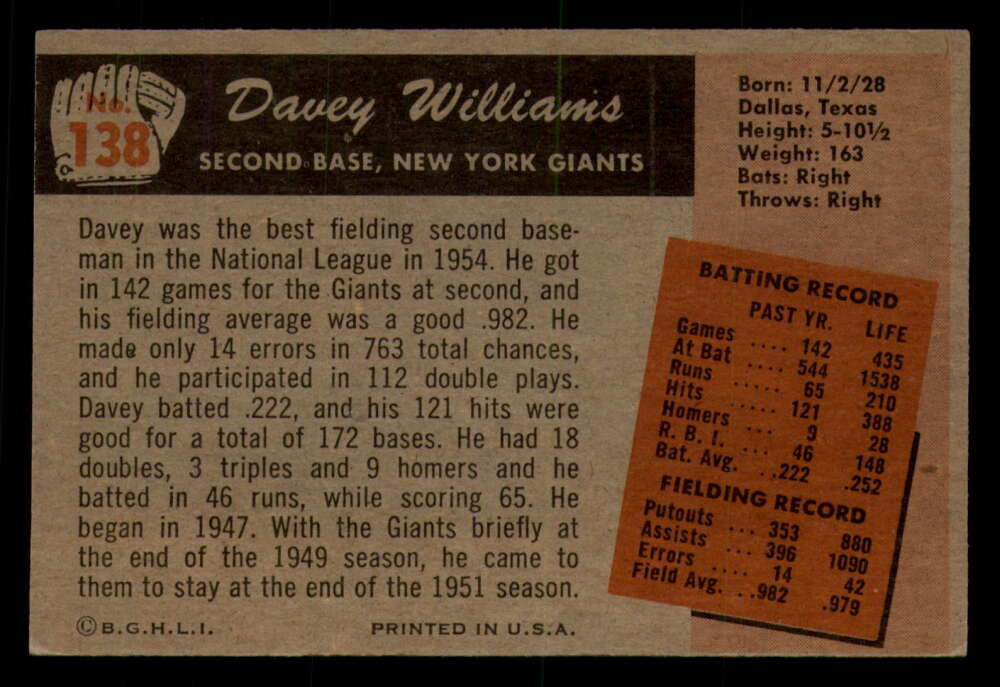 No.
138
Davey Williams
SECOND BASE, NEW YORK GIANTS
Born: 11/2/28
Dallas, Texas
Height: 5-10½
Weight: 163
Bats: Right
Throws: Right
Davey was the best fielding second base-
man in the National League in 1954. He got
in 142 games for the Giants at second, and
his fielding average was a good .982. He
made only 14 errors in 763 total chances,
and he participated in 112 double plays.
Davey batted .222, and his 121 hits were
good for a total of 172 bases. He had 18
doubles, 3 triples and 9 homers and he
batted in 46 runs, while scoring 65. He
began in 1947. With the Giants briefly at
the end of the 1949 season, he came to
them to stay at the end of the 1951 season.
BATTING RECORD
PAST YR. LIFE
Games .... 142 435
At Bat .... 544 1538
Runs ..... 65 210
Hits ..... 121 388
Homers ... 9 28
R. B. I. ... 46 148
Bat. Avg. ..222 .252
FIELDING RECORD
Putouts ... 353 880
Assists ... 396 1090
Errors .... 14 42
Field Avg. ..982 .979
© B.G.H.L.I. PRINTED IN U.S.A.